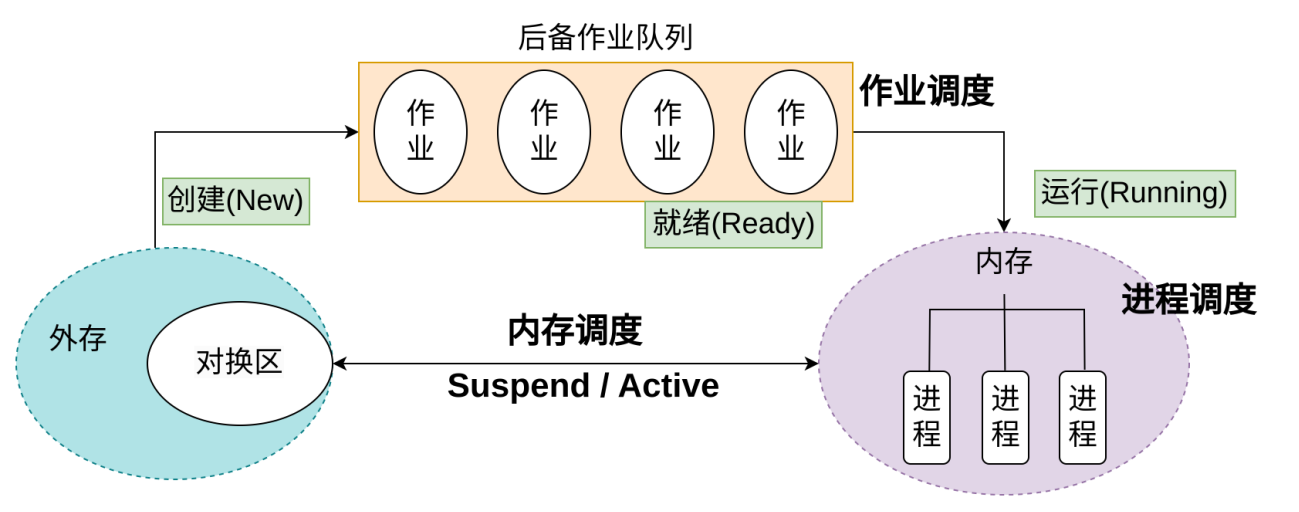 后备作业队列
作业
作业
作业
作业
作业调度
创建(New)
就绪(Ready)
运行(Running)
内存
进程调度
外存
对换区
内存调度
Suspend / Active
进程
进程
进程